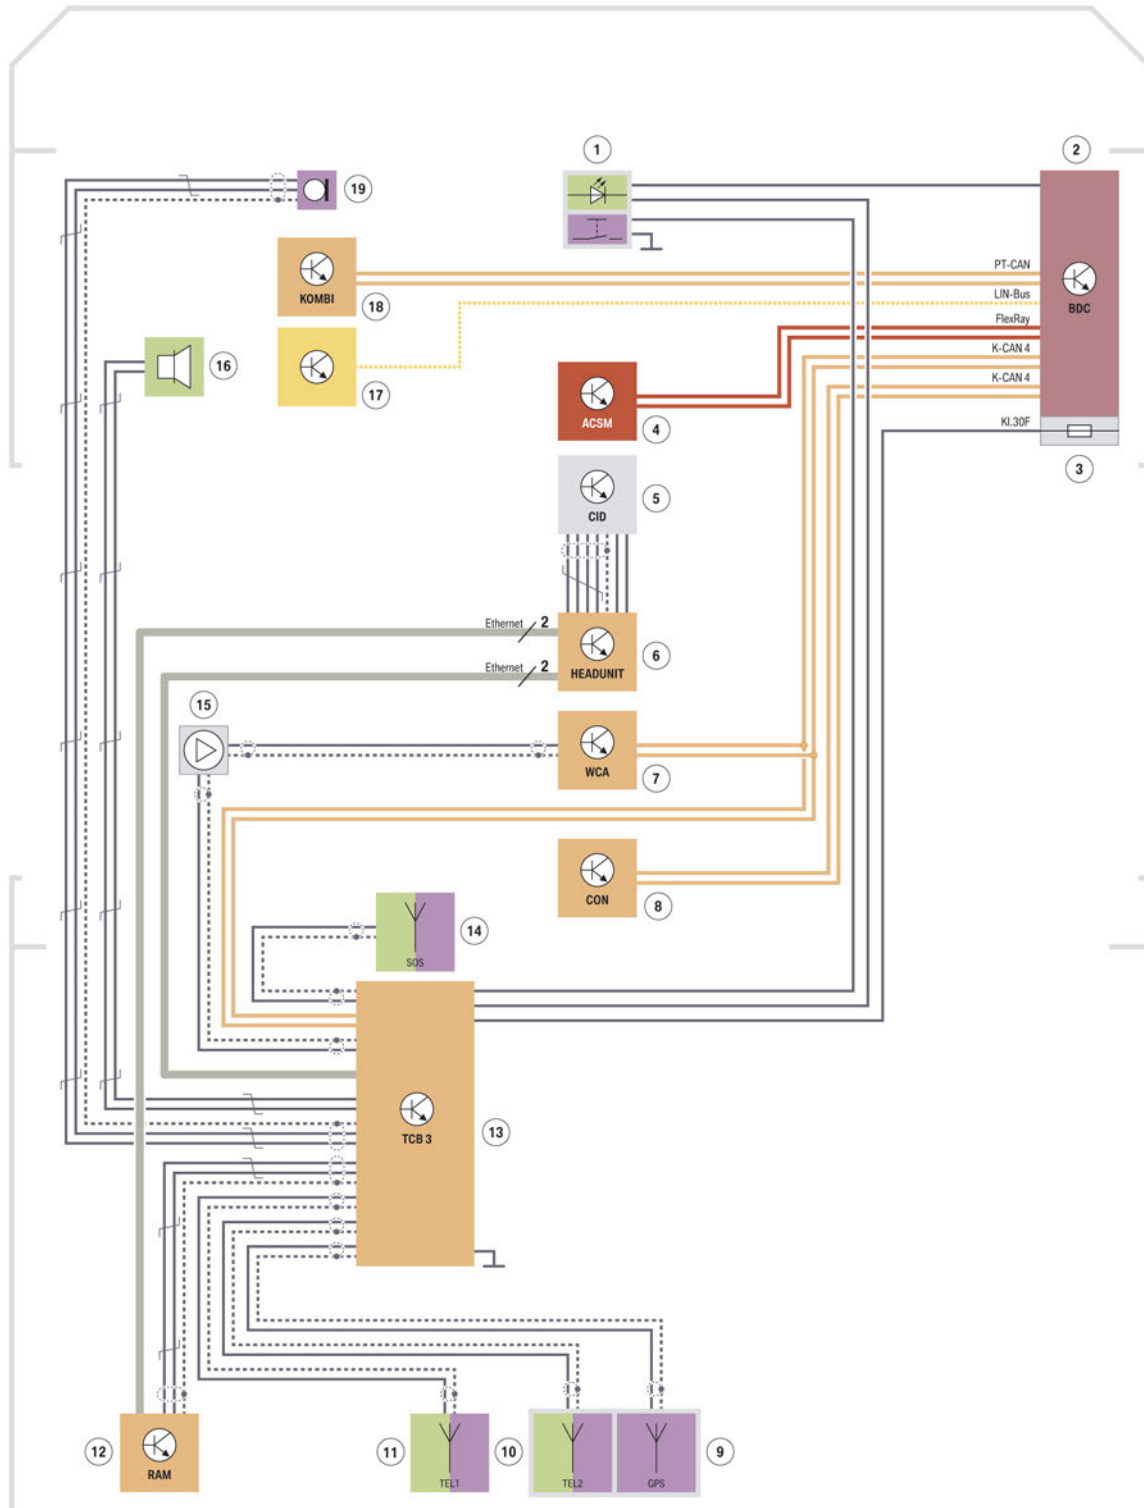 1
2
19
PT-CAN
KOMBI
18
LIN-Bus
BDC
FlexRay
16
K-CAN 4
17
K-CAN 4
ACSM
4
KI.30F
3
5
CID
Ethernet 2
6
Ethernet 2
HEADUNIT
15
WCA
7
CON
8
14
SOS
TCB 3
13
12
RAM
11
TEL1
10
TEL2
GPS
9